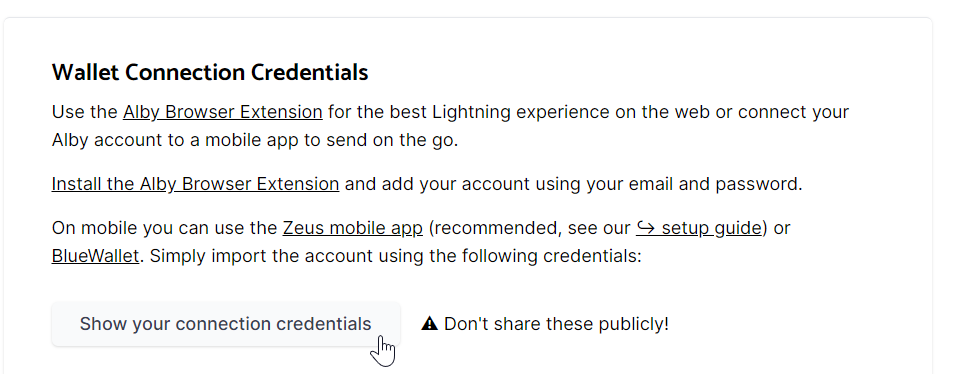 Wallet Connection Credentials
Use the Alby Browser Extension for the best Lightning experience on the web or connect your
Alby account to a mobile app to send on the go.
Install the Alby Browser Extension and add your account using your email and password.
On mobile you can use the Zeus mobile app (recommended, see our ↪ setup guide) or
BlueWallet. Simply import the account using the following credentials:
Show your connection credentials ⚠ Don't share these publicly!